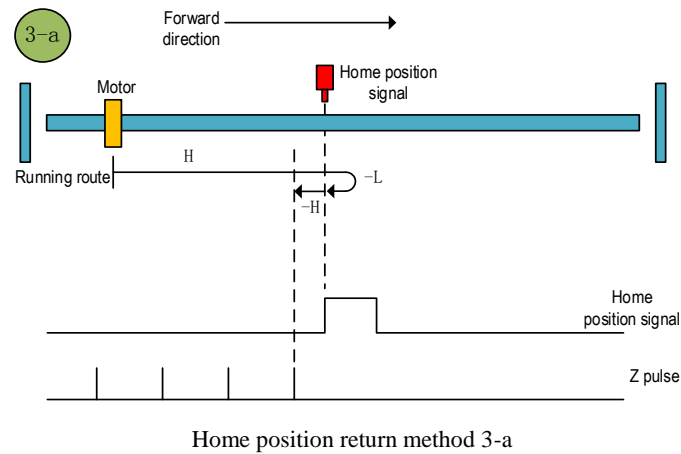 3-a
Forward
direction
Home position
signal
Motor
H
Running route
-L
-H
Home
position signal
Z pulse
Home position return method 3-a